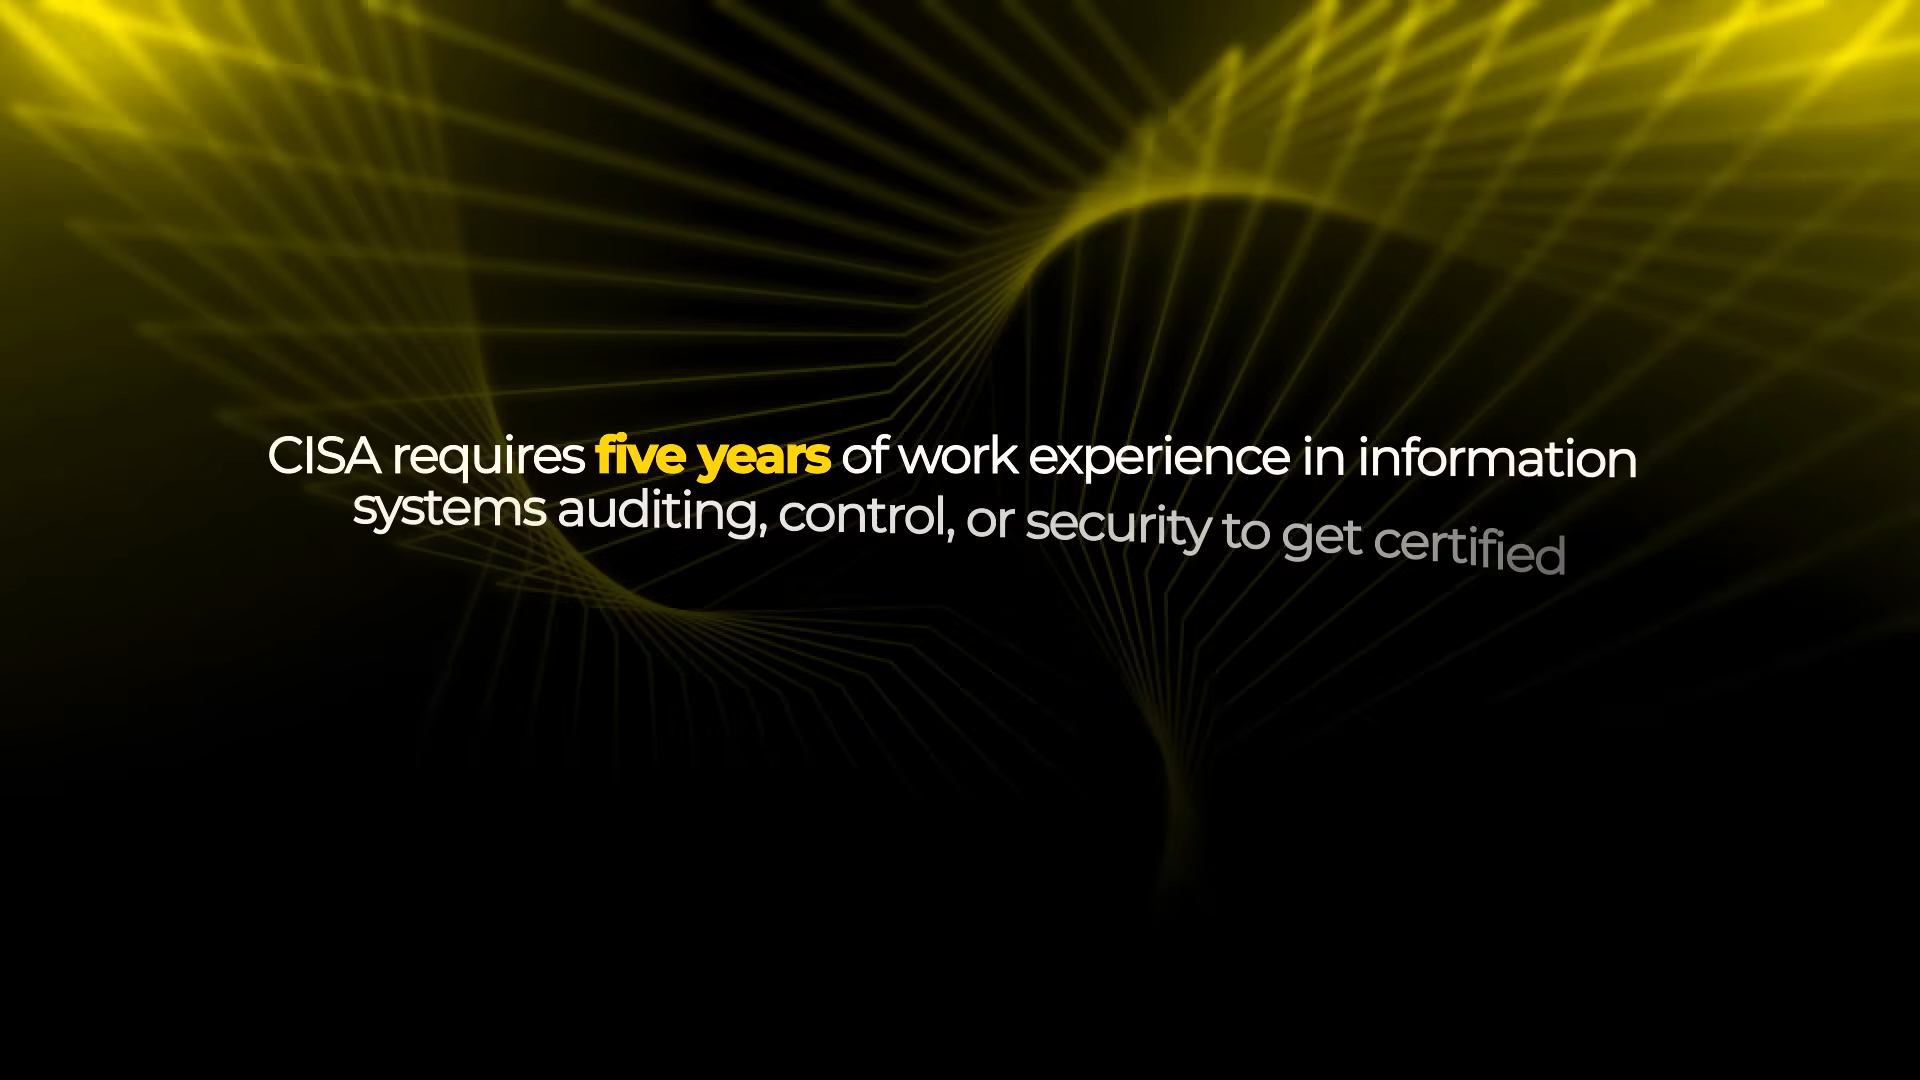 CISA requires five years of work experience in information
systems auditing, control, or security to get certified